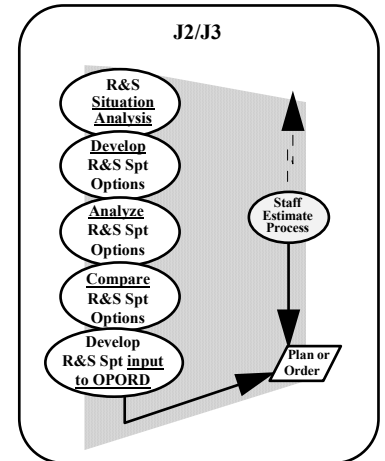 J2/J3
R&S
Situation
Analysis
Develop
R&S Spt
Options
Analyze
R&S Spt
Options
Compare
R&S Spt
Options
Develop
R&S Spt input
to OPORD
Staff
Estimate
Process
Plan or
Order